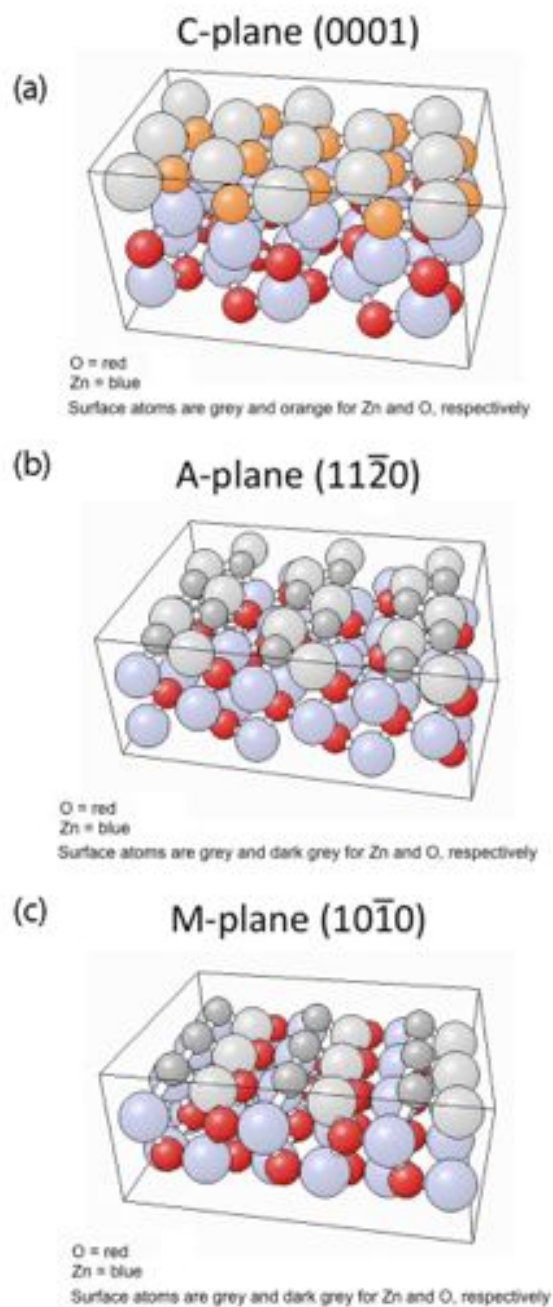 C-plane (0001)
(a)
O = red
Zn = blue
Surface atoms are grey and orange for Zn and O, respectively
(b)
A-plane (112̅0)
O = red
Zn = blue
Surface atoms are grey and dark grey for Zn and O, respectively
(c)
M-plane (101̅0)
O = red
Zn = blue
Surface atoms are grey and dark grey for Zn and O, respectively